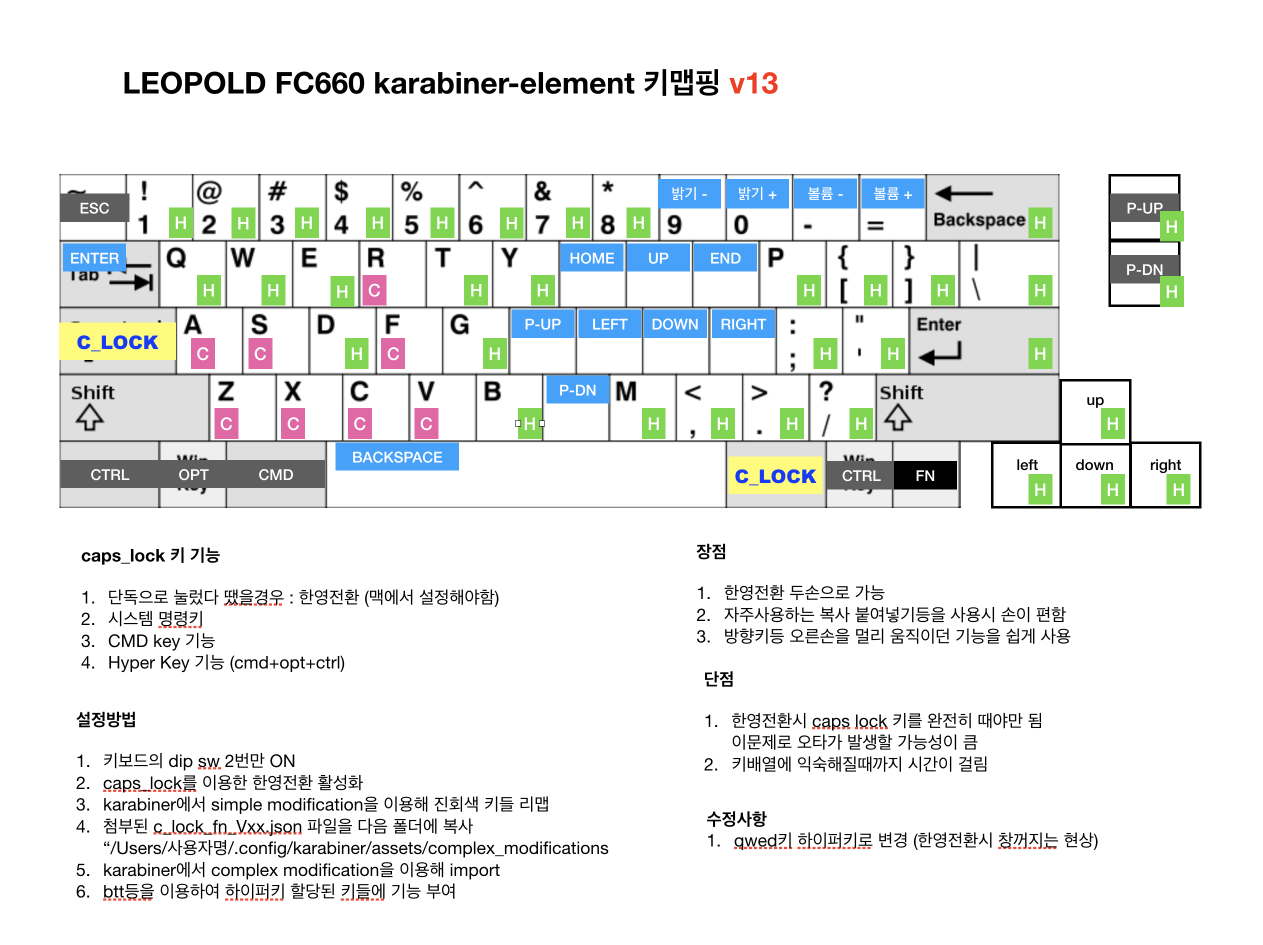 LEOPOLD FC660 karabiner-element 키맵핑 v13
~ ! @ # $ % ^ & * 밝기 - 밝기 + 볼륨 - 볼륨 +
ESC 1 H 2 H 3 H 4 H 5 H 6 H 7 H 8 H 9 0 - = Backspace H
P-UP H
ENTER Q W E R T Y HOME UP END P { } |
Tab H H H C H H H [ H ] H \ H
P-DN H
C_LOCK A S D F G P-UP LEFT DOWN RIGHT : " Enter
C C H C H ; H ' H H
Shift Z X C V B P-DN M < > ? Shift
C C C C H H , H . H / H
up H
CTRL OPT CMD BACKSPACE C_LOCK CTRL FN
Win Key Win
left H down H right H
caps_lock 키 기능
1. 단독으로 눌렀다 땠을경우 : 한영전환 (맥에서 설정해야함)
2. 시스템 명령키
3. CMD key 기능
4. Hyper Key 기능 (cmd+opt+ctrl)
설정방법
1. 키보드의 dip sw 2번만 ON
2. caps_lock를 이용한 한영전환 활성화
3. karabiner에서 simple modification을 이용해 진회색 키들 리맵
4. 첨부된 c_lock_fn_Vxx.json 파일을 다음 폴더에 복사
“/Users/사용자명/.config/karabiner/assets/complex_modifications
5. karabiner에서 complex modification을 이용해 import
6. btt등을 이용하여 하이퍼키 할당된 키들에 기능 부여
장점
1. 한영전환 두손으로 가능
2. 자주사용하는 복사 붙여넣기등을 사용시 손이 편함
3. 방향키등 오른손을 멀리 움직이던 기능을 쉽게 사용
단점
1. 한영전환시 caps lock 키를 완전히 때야만 됨
이문제로 오타가 발생할 가능성이 큼
2. 키배열에 익숙해질때까지 시간이 걸림
수정사항
1. qwed키 하이퍼키로 변경 (한영전환시 창꺼지는 현상)